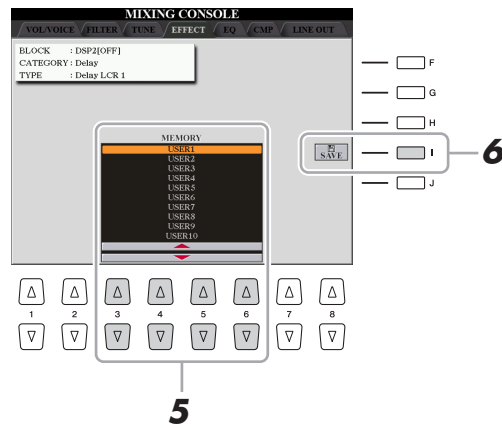 MIXING CONSOLE
VOL/VOICE FILTER TUNE EFFECT EQ CMP LINE OUT
BLOCK : DSP2[OFF]
CATEGORY : Delay
TYPE : Delay LCR 1
F
G
H
I
J
SAVE
6
MEMORY
USER1
USER2
USER3
USER4
USER5
USER6
USER7
USER8
USER9
USER10
1 2 3 4 5 6 7 8
5